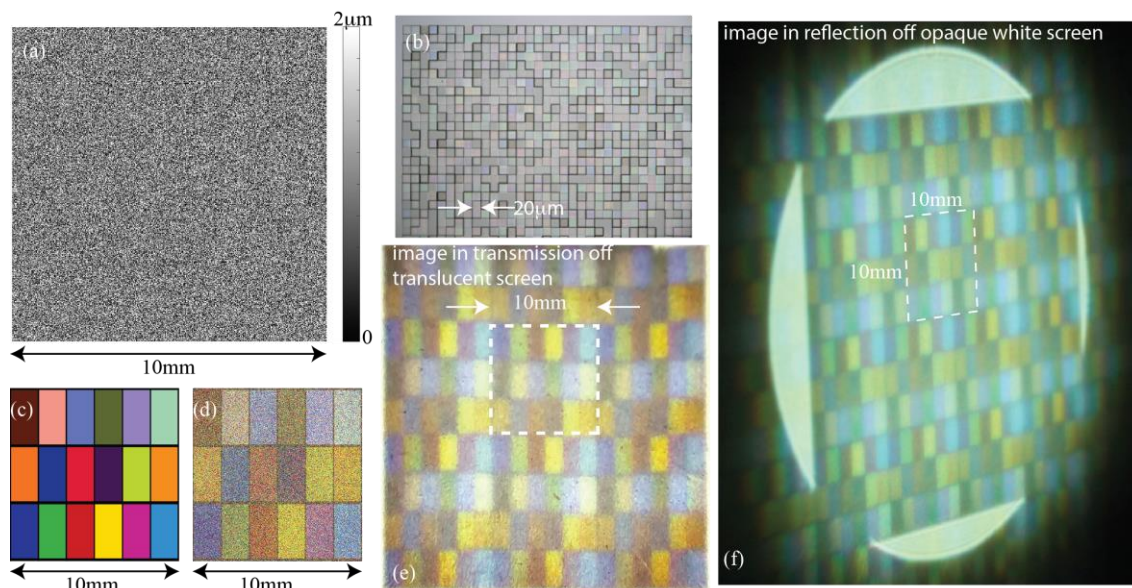 (a)
2μm
0
10mm
(b)
20μm
(c)
(d)
10mm
10mm
image in transmission off
translucent screen
10mm
(e)
image in reflection off opaque white screen
10mm
10mm
(f)